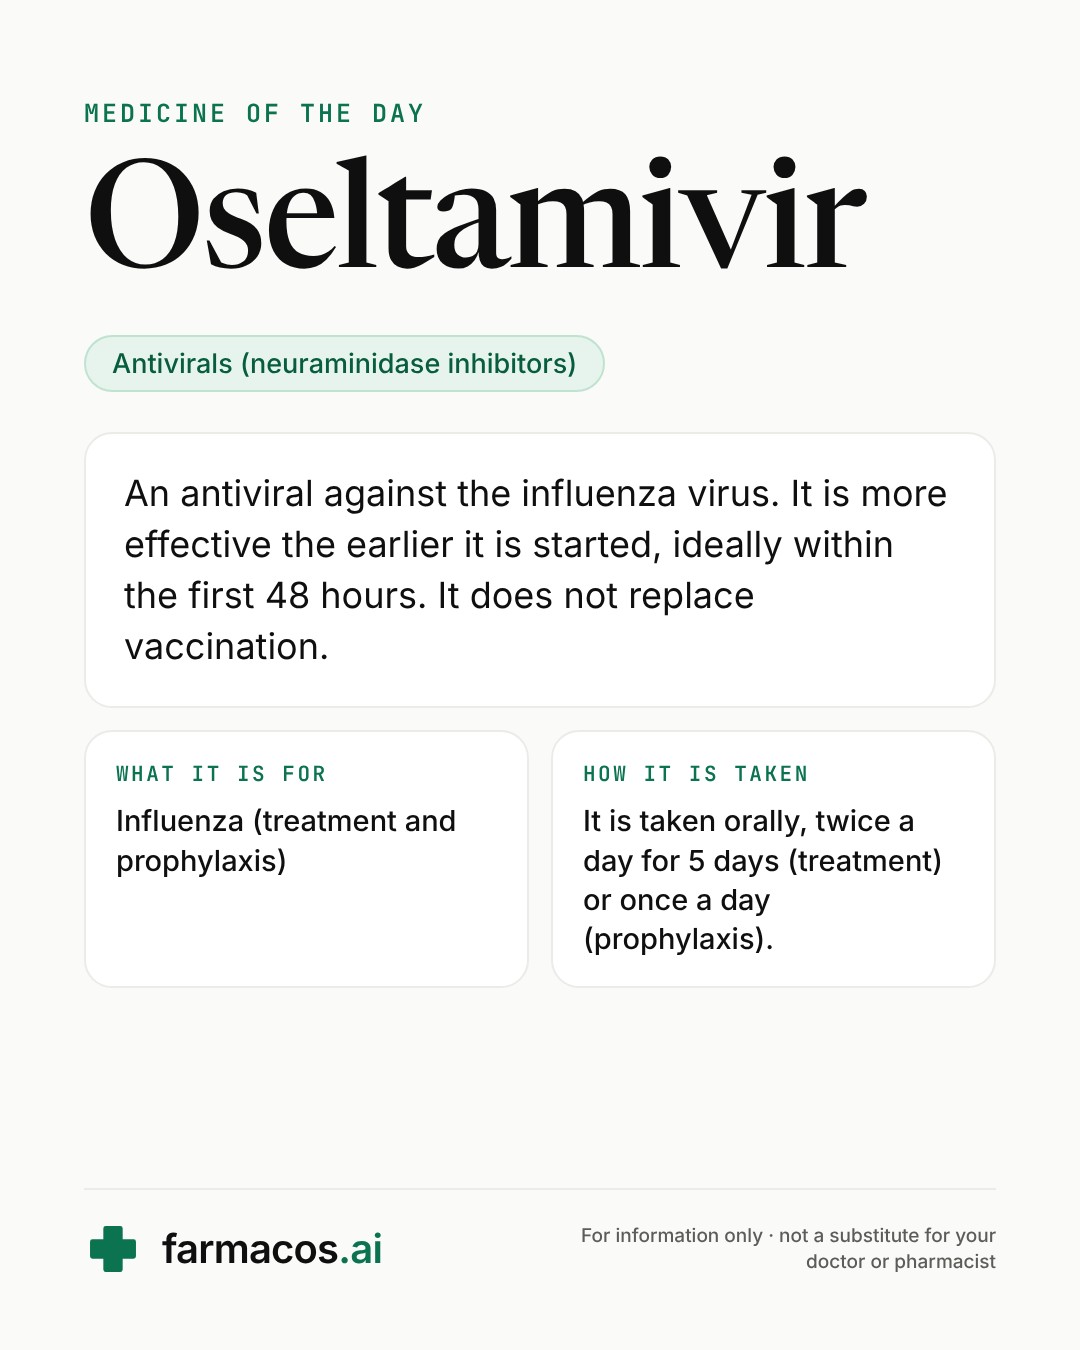 MEDICINE OF THE DAY
Oseltamivir
Antivirals (neuraminidase inhibitors)
An antiviral against the influenza virus. It is more
effective the earlier it is started, ideally within
the first 48 hours. It does not replace
vaccination.
WHAT IT IS FOR
Influenza (treatment and
prophylaxis)
HOW IT IS TAKEN
It is taken orally, twice a
day for 5 days (treatment)
or once a day
(prophylaxis).
farmacos.ai
For information only · not a substitute for your
doctor or pharmacist